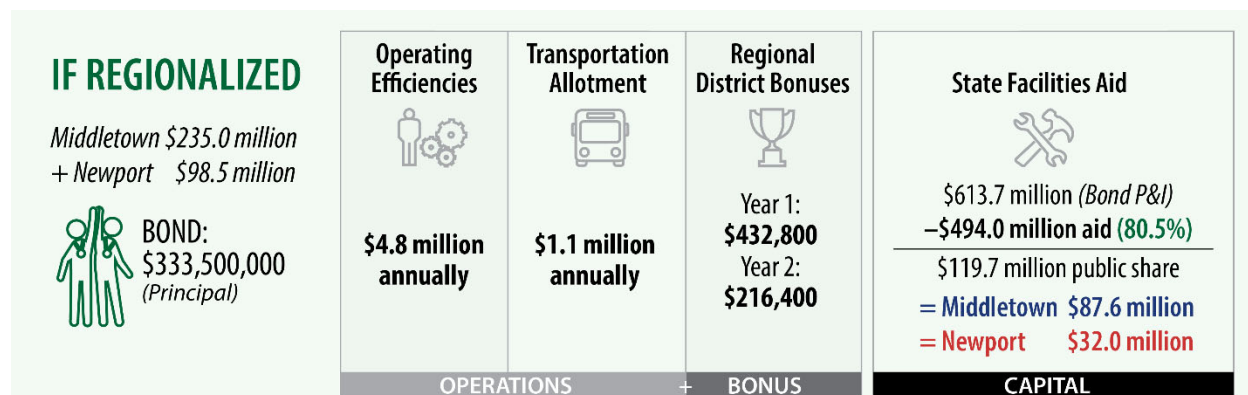 IF REGIONALIZED
Middletown $235.0 million
+ Newport $98.5 million
BOND:
$333,500,000
(Principal)
Operating
Efficiencies
$4.8 million
annually
Transportation
Allotment
$1.1 million
annually
Regional
District Bonuses
Year 1:
$432,800
Year 2:
$216,400
OPERATIONS + BONUS
State Facilities Aid
$613.7 million (Bond P&I)
–$494.0 million aid (80.5%)
$119.7 million public share
= Middletown $87.6 million
= Newport $32.0 million
CAPITAL